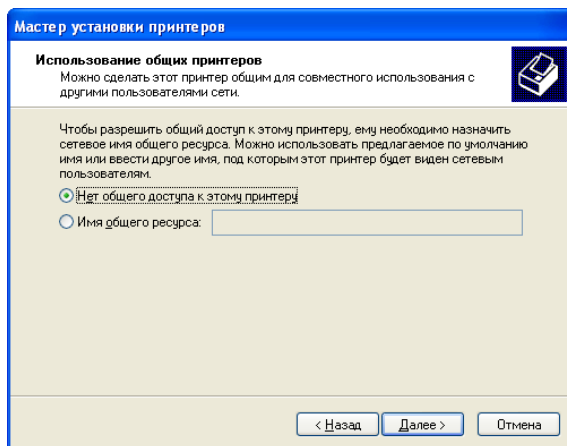 Мастер установки принтеров
Использование общих принтеров
Можно сделать этот принтер общим для совместного использования с
другими пользователями сети.
Чтобы разрешить общий доступ к этому принтеру, ему необходимо назначить
сетевое имя общего ресурса. Можно использовать предлагаемое по умолчанию
имя или ввести другое имя, под которым этот принтер будет виден сетевым
пользователям.
Нет общего доступа к этому принтеру
Имя общего ресурса:
< Назад Далее > Отмена